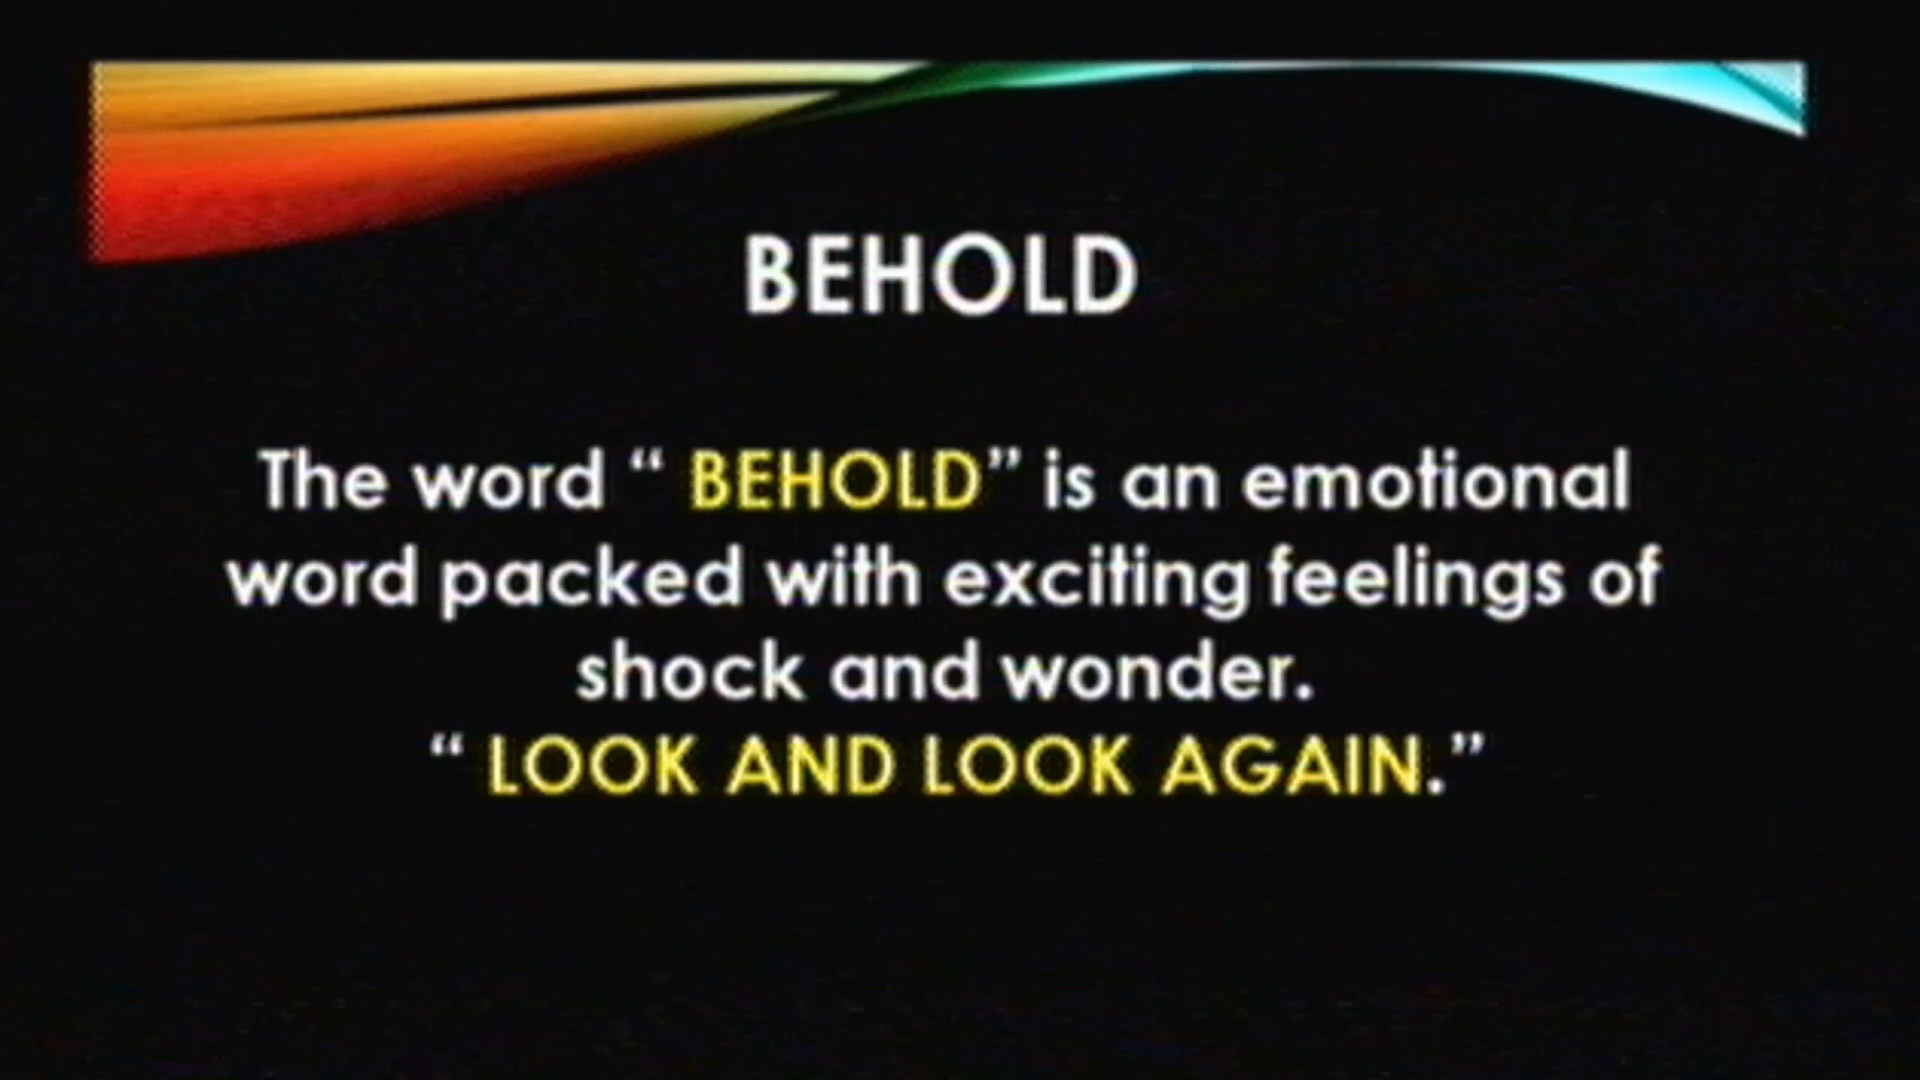 BEHOLD
The word “ BEHOLD” is an emotional
word packed with exciting feelings of
shock and wonder.
“ LOOK AND LOOK AGAIN.”